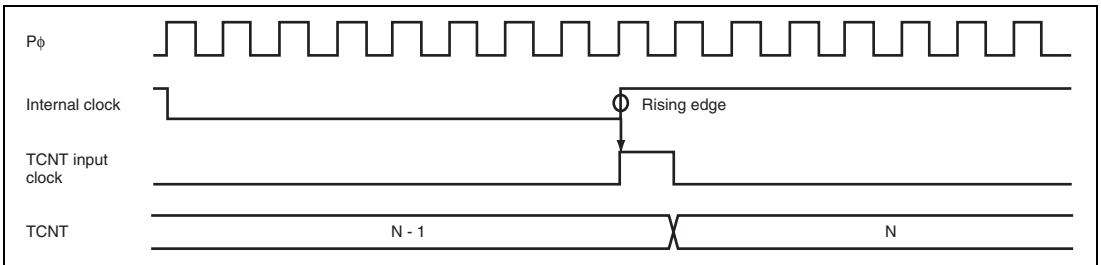 Pϕ
Internal clock
Rising edge
TCNT input
clock
TCNT
N - 1
N